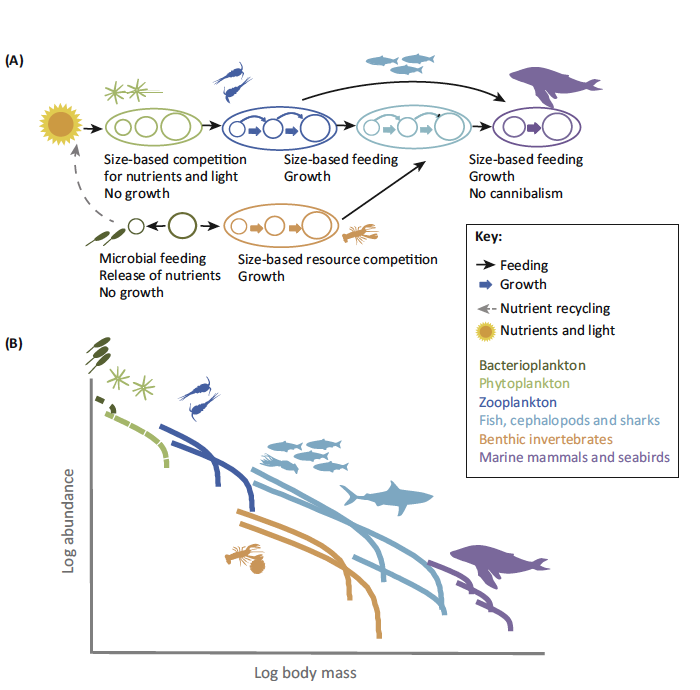 (A)
Size-based competition
for nutrients and light
No growth
Size-based feeding
Growth
Size-based feeding
Growth
No cannibalism
Microbial feeding
Release of nutrients
No growth
Size-based resource competition
Growth
Key:
Feeding
Growth
Nutrient recycling
Nutrients and light
Bacterioplankton
Phytoplankton
Zooplankton
Fish, cephalopods and sharks
Benthic invertebrates
Marine mammals and seabirds
(B)
Log abundance
Log body mass